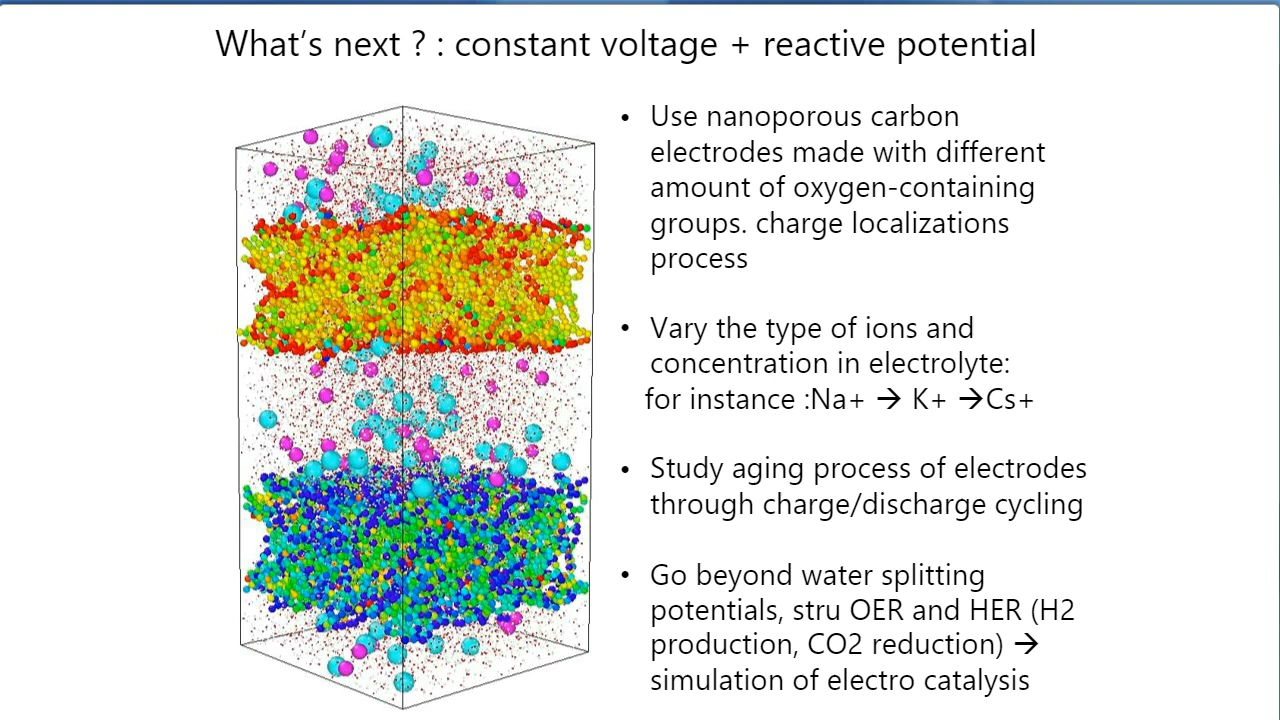 What's next ? : constant voltage + reactive potential
• Use nanoporous carbon
electrodes made with different
amount of oxygen-containing
groups. charge localizations
process
• Vary the type of ions and
concentration in electrolyte:
for instance :Na+ → K+ →Cs+
• Study aging process of electrodes
through charge/discharge cycling
• Go beyond water splitting
potentials, stru OER and HER (H2
production, CO2 reduction) →
simulation of electro catalysis